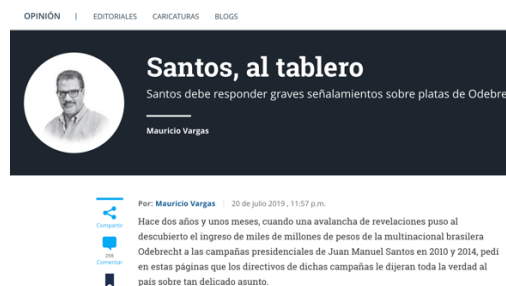 OPINIÓN | EDITORIALES CARICATURAS BLOGS
Santos, al tablero
Santos debe responder graves señalamientos sobre platas de Odebre
Mauricio Vargas
Por: Mauricio Vargas | 20 de julio 2019 , 11:57 p.m.
Compartir
Hace dos años y unos meses, cuando una avalancha de revelaciones puso al
descubierto el ingreso de miles de millones de pesos de la multinacional brasilera
298
Comentar
Odebrecht a las campañas presidenciales de Juan Manuel Santos en 2010 y 2014, pedí
en estas páginas que los directivos de dichas campañas le dijeran toda la verdad al
país sobre tan delicado asunto.